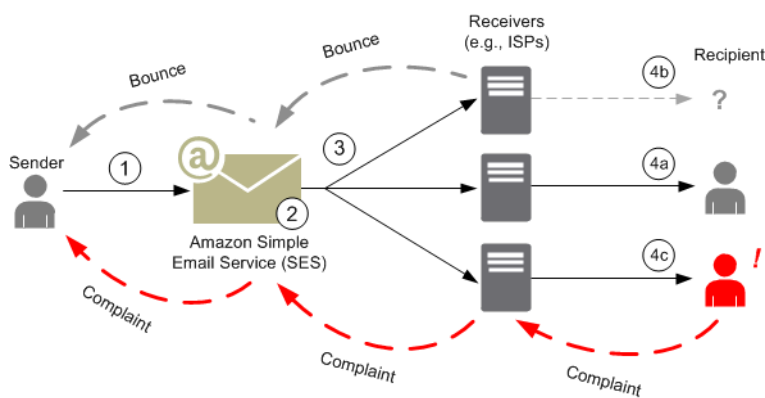 Receivers
(e.g., ISPs)
Bounce
Bounce
4b
Recipient
?
Sender
1
@
3
4a
2
Amazon Simple
Email Service (SES)
4c
!
Complaint
Complaint
Complaint